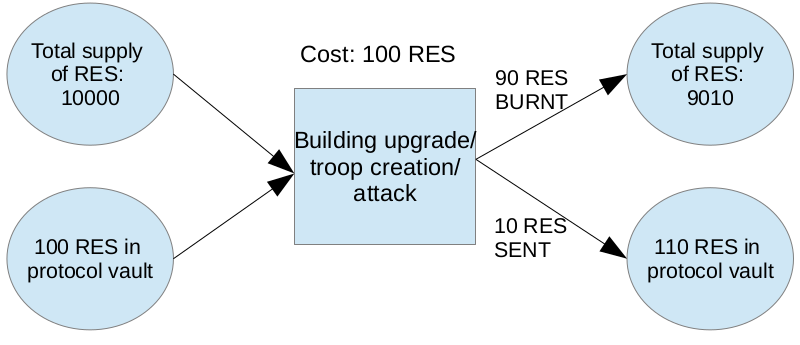 Total supply
of RES:
10000
Cost: 100 RES
90 RES
BURNT
Total supply
of RES:
9010
Building upgrade/
troop creation/
attack
100 RES in
protocol vault
10 RES
SENT
110 RES in
protocol vault